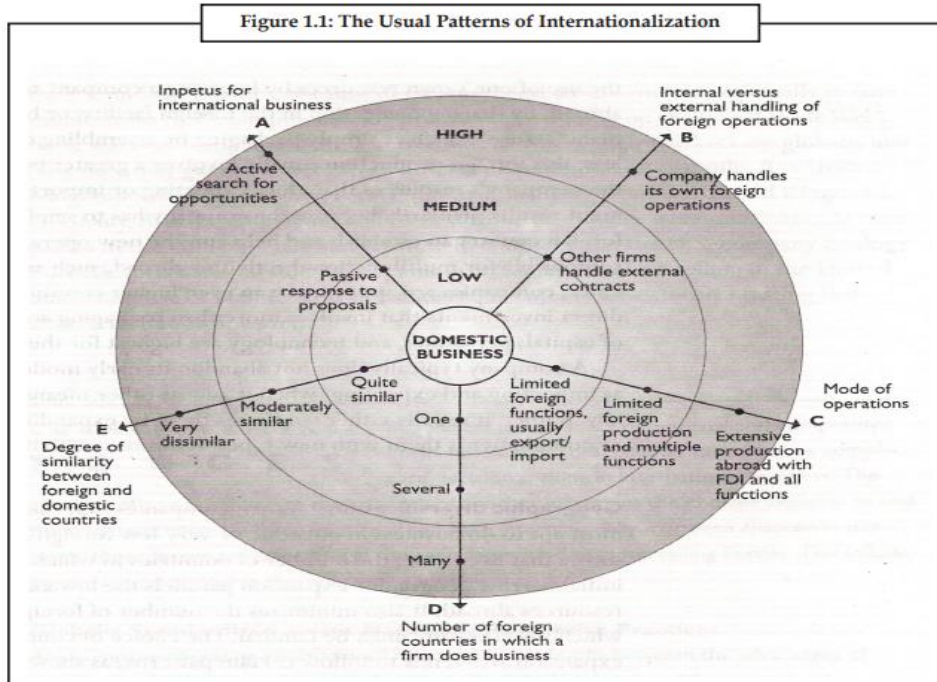 Figure 1.1: The Usual Patterns of Internationalization
Impetus for
international business
A
Internal versus
external handling of
foreign operations
B
HIGH
Active
search for
opportunities
Company handles
its own foreign
operations
MEDIUM
Passive
response to
proposals
LOW
Other firms
handle external
contracts
DOMESTIC
BUSINESS
Quite
similar
Moderately
similar
Very
dissimilar
E
Degree of
similarity
between
foreign and
domestic
countries
One
Several
Many
D
Number of foreign
countries in which a
firm does business
Limited
foreign
functions,
usually
export/
import
Limited
foreign
production
and multiple
functions
Extensive
production
abroad with
FDI and all
functions
Mode of
operations
C